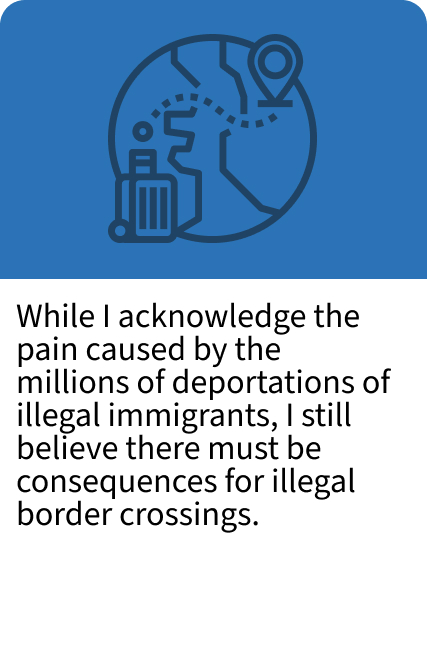 While I acknowledge the
pain caused by the
millions of deportations of
illegal immigrants, I still
believe there must be
consequences for illegal
border crossings.